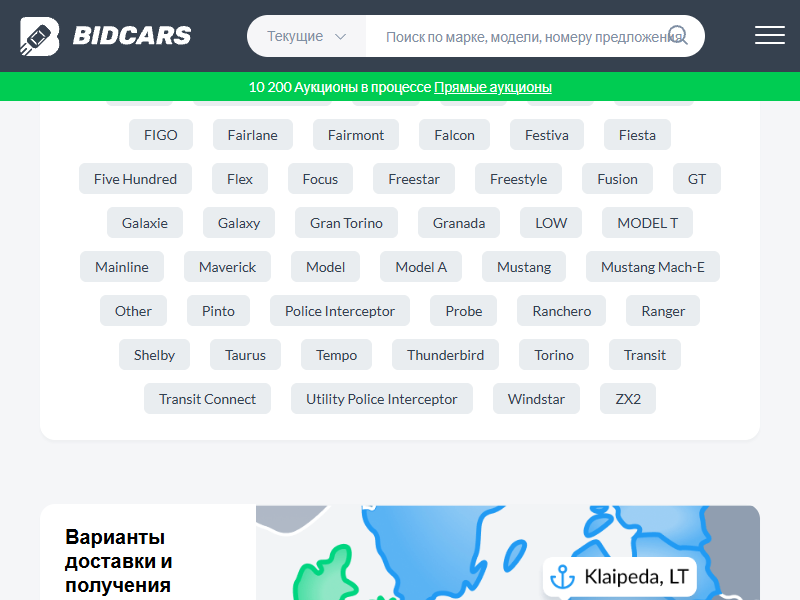 BIDCARS
Текущие Поиск по марке, модели, номеру предложения
10 200 Аукционы в процессе Прямые аукционы
FIGO Fairlane Fairmont Falcon Festiva Fiesta
Five Hundred Flex Focus Freestar Freestyle Fusion GT
Galaxie Galaxy Gran Torino Granada LOW MODEL T
Mainline Maverick Model Model A Mustang Mustang Mach-E
Other Pinto Police Interceptor Probe Ranchero Ranger
Shelby Taurus Tempo Thunderbird Torino Transit
Transit Connect Utility Police Interceptor Windstar ZX2
Варианты
доставки и
получения
Klaipeda, LT